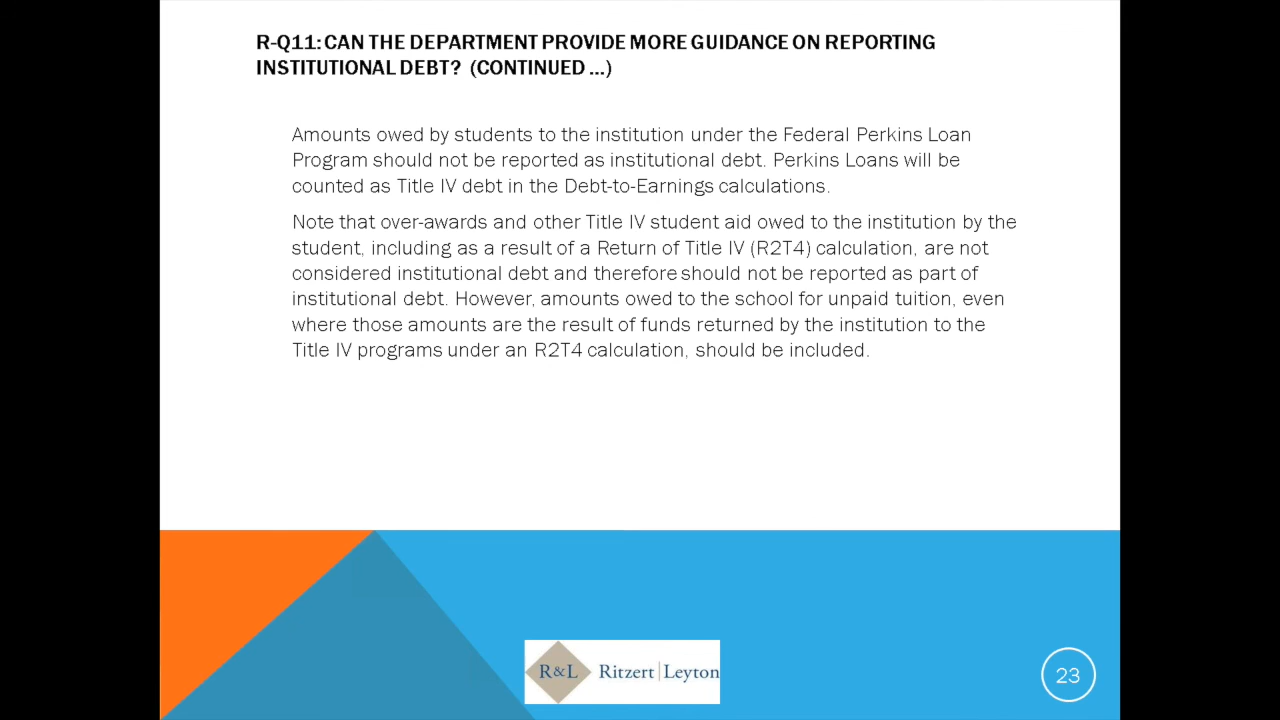 R-Q11: CAN THE DEPARTMENT PROVIDE MORE GUIDANCE ON REPORTING
INSTITUTIONAL DEBT? (CONTINUED ...)
Amounts owed by students to the institution under the Federal Perkins Loan
Program should not be reported as institutional debt. Perkins Loans will be
counted as Title IV debt in the Debt-to-Earnings calculations.
Note that over-awards and other Title IV student aid owed to the institution by the
student, including as a result of a Return of Title IV (R2T4) calculation, are not
considered institutional debt and therefore should not be reported as part of
institutional debt. However, amounts owed to the school for unpaid tuition, even
where those amounts are the result of funds returned by the institution to the
Title IV programs under an R2T4 calculation, should be included.
R&L Ritzert|Leyton
23